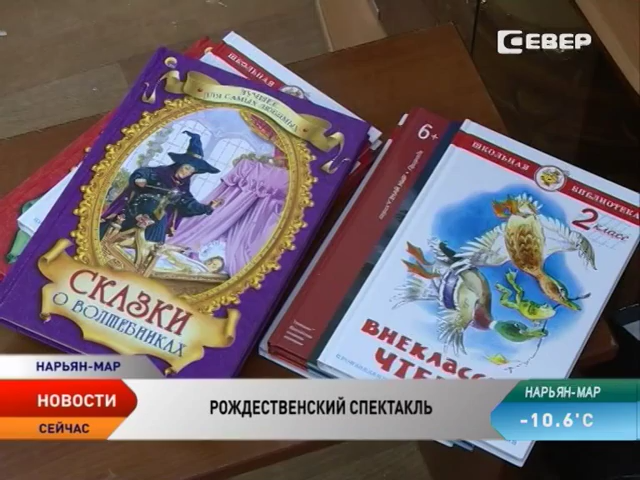 СЕВЕР
ЛУЧШЕЕ
ДЛЯ САМЫХ ЛЮБИМЫХ
СКАЗКИ
О ВОЛШЕБНИКАХ
ШКОЛЬНАЯ
6+
ШКОЛЬНАЯ БИБЛИОТЕКА
2 класс
ВНЕКЛАСС
ЧТЕ
НАРЬЯН-МАР
НОВОСТИ
СЕЙЧАС
РОЖДЕСТВЕНСКИЙ СПЕКТАКЛЬ
НАРЬЯН-МАР
-10.6°C